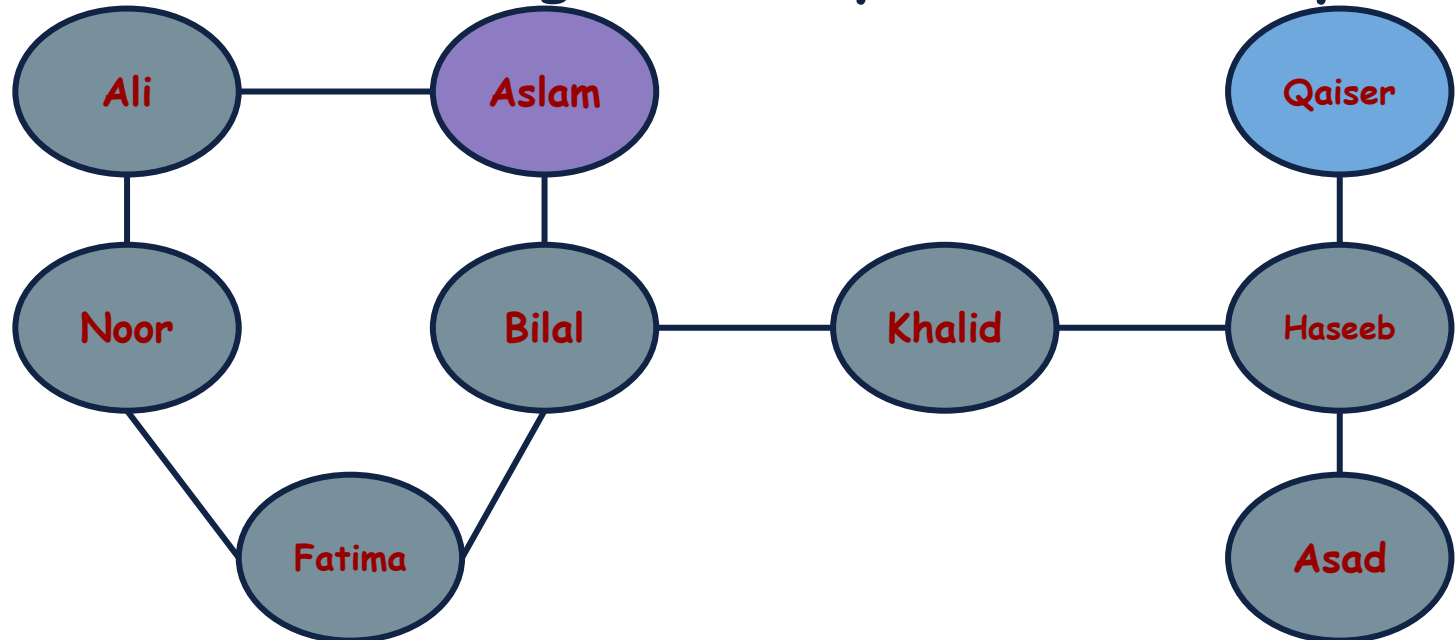 Ali
Aslam
Qaiser
Noor
Bilal
Khalid
Haseeb
Fatima
Asad